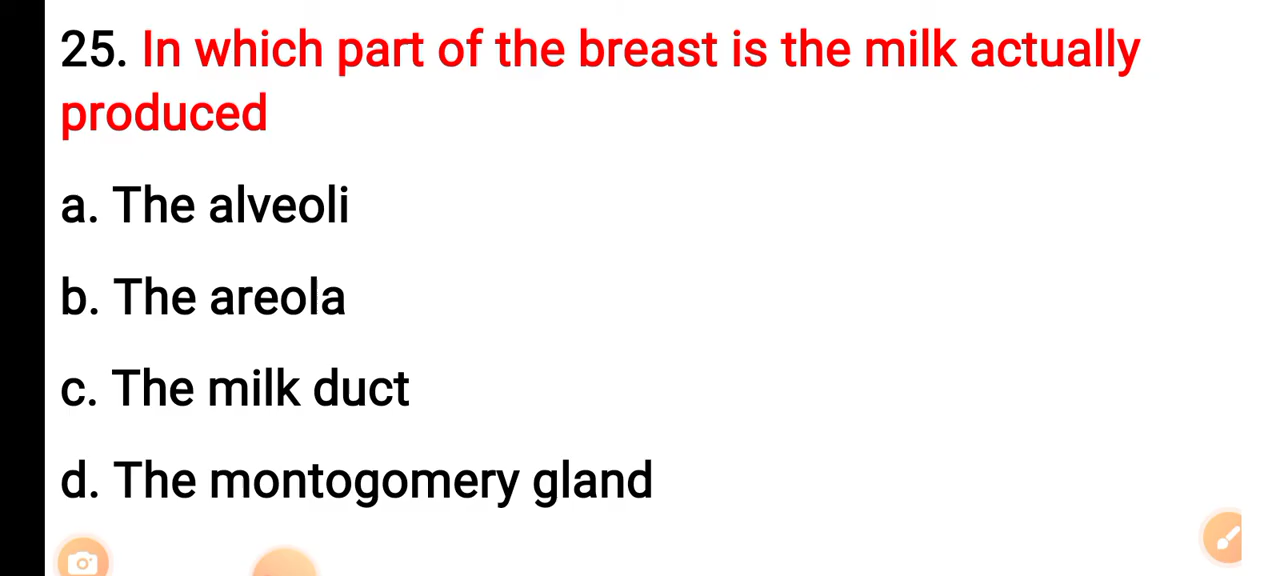 25. In which part of the breast is the milk actually
produced
a. The alveoli
b. The areola
c. The milk duct
d. The montogomery gland